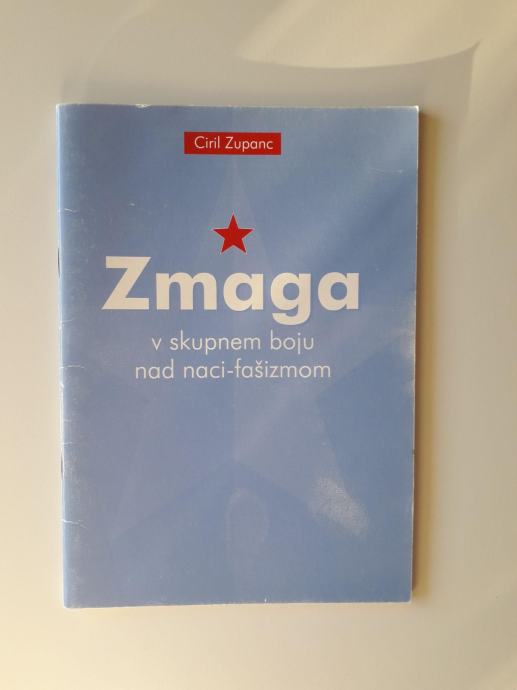 Ciril Zupanc
Zmaga
v skupnem boju
nad naci-fašizmom